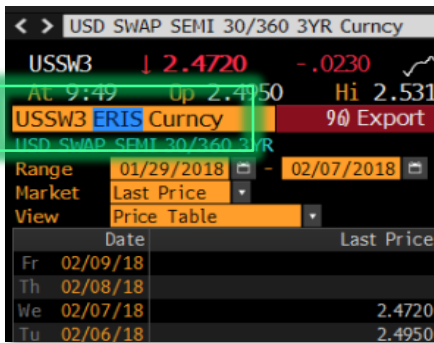 < > USD SWAP SEMI 30/360 3YR Curncy
USSW3 ↓ 2.4720 -.0230
At 9:49 Op 2.4950 Hi 2.531
USSW3 ERIS Curncy 96) Export
USD SWAP SEMI 30/360 3YR
Range 01/29/2018 - 02/07/2018
Market Last Price
View Price Table
Date Last Price
Fr 02/09/18
Th 02/08/18
We 02/07/18 2.4720
Tu 02/06/18 2.4950